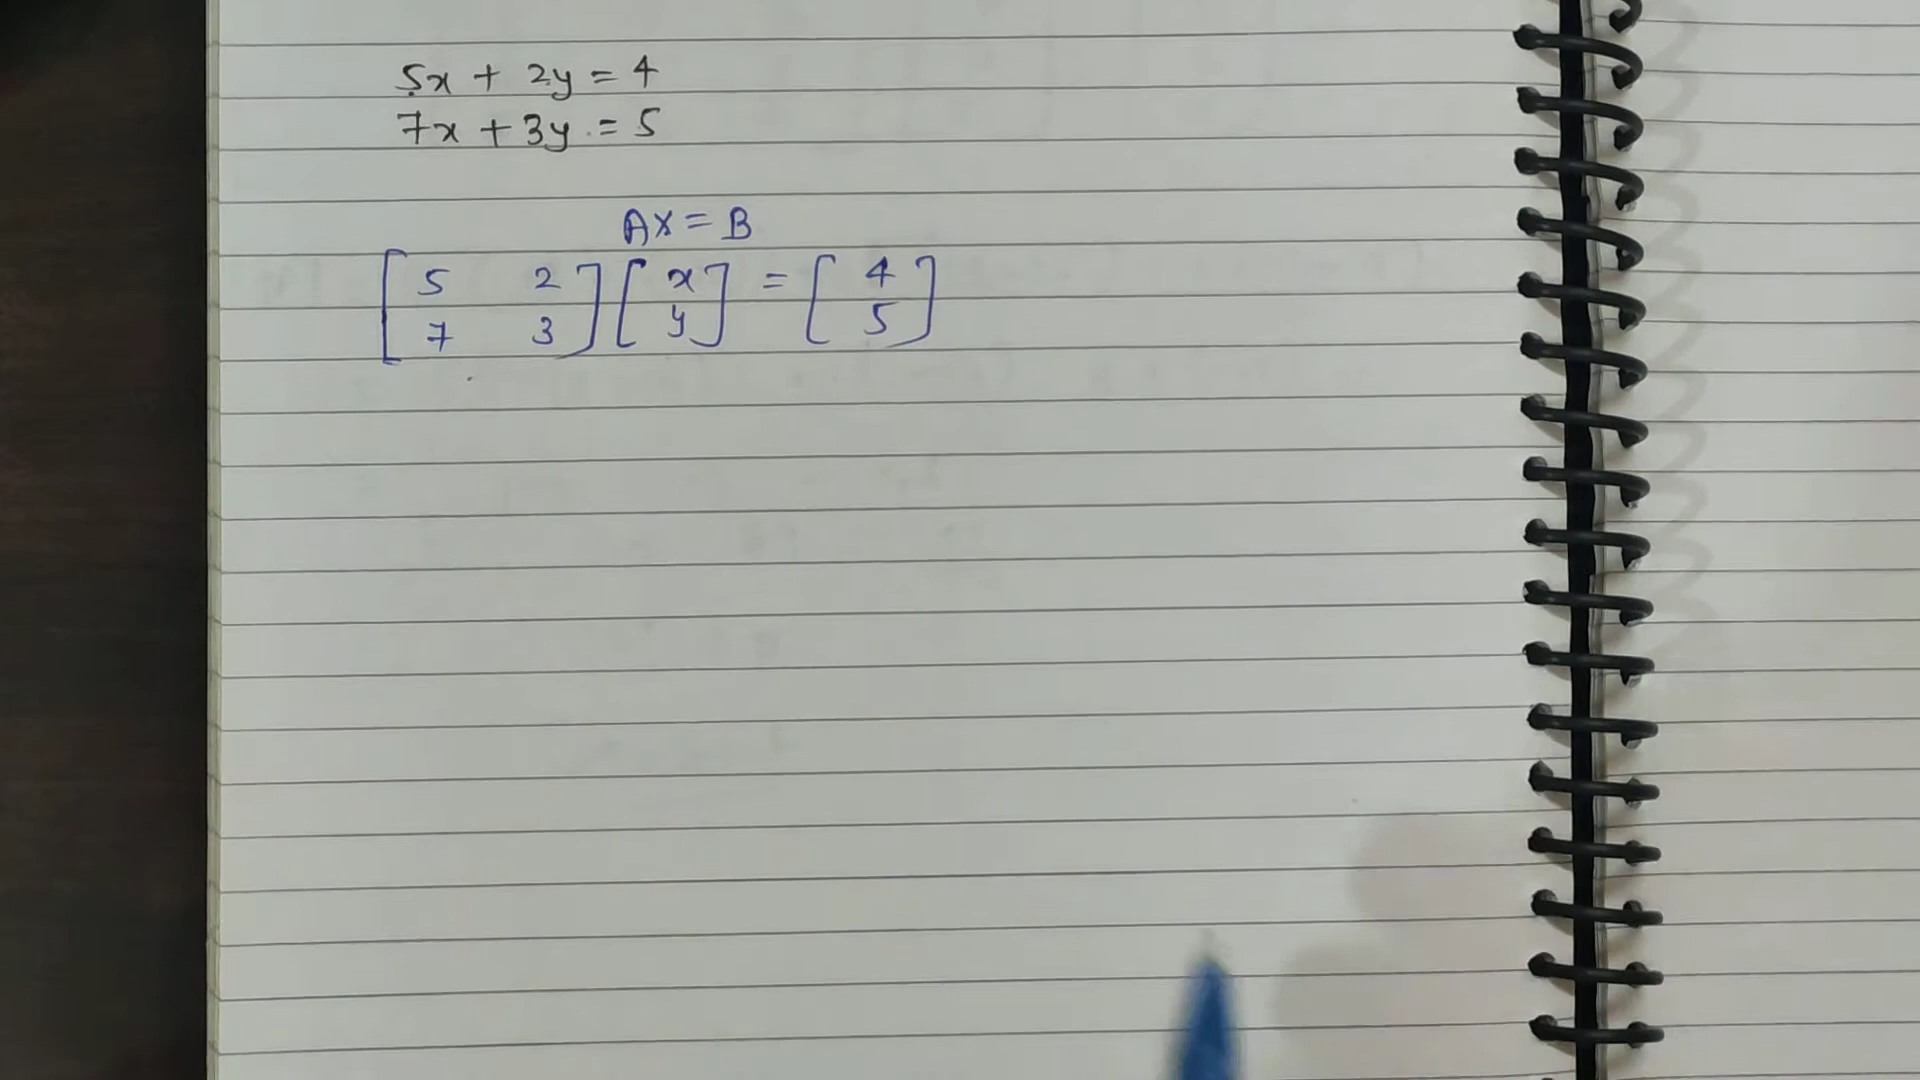 5x + 2y = 4
7x + 3y = 5
AX = B
[ 5 2 ] [ x ] = [ 4 ]
[ 7 3 ] [ y ] [ 5 ]